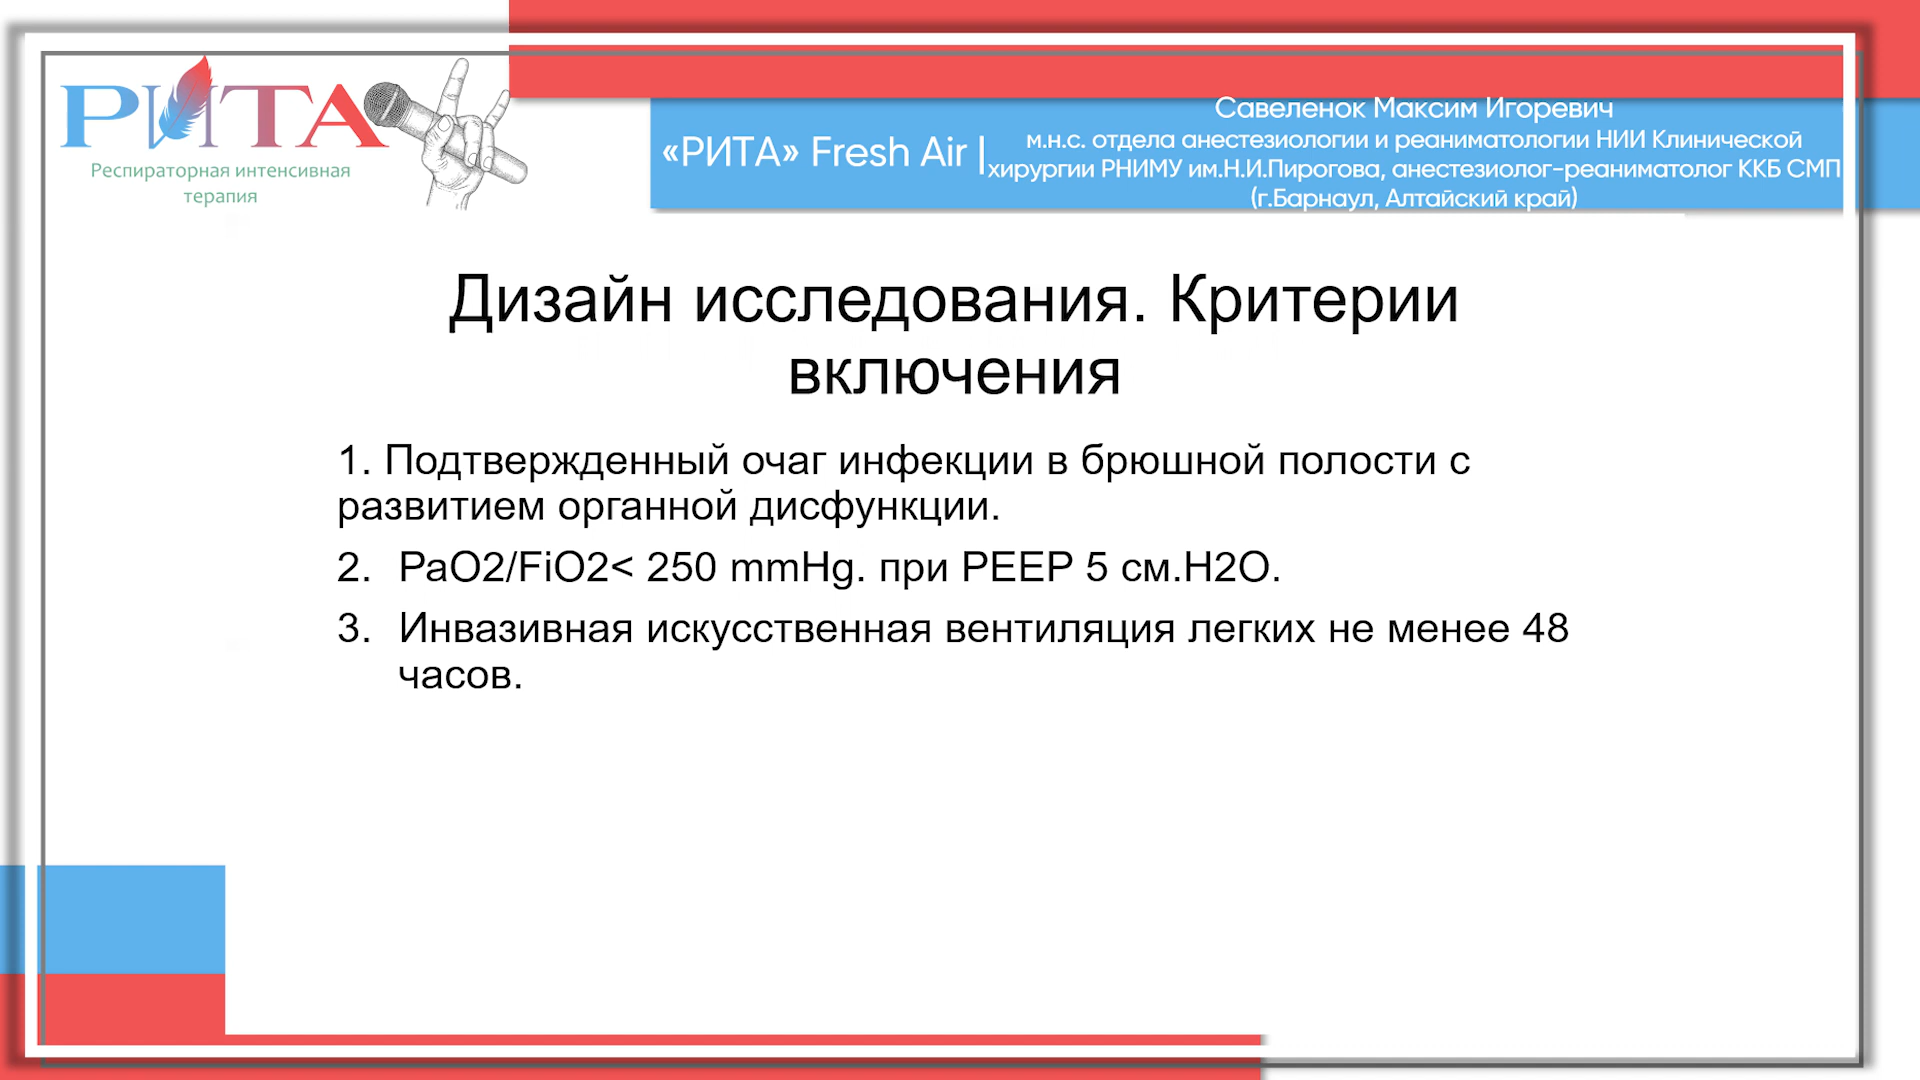 РИТА
Респираторная интенсивная
терапия
«РИТА» Fresh Air |
Савеленок Максим Игоревич
м.н.с. отдела анестезиологии и реаниматологии НИИ Клинической
хирургии РНИМУ им.Н.И.Пирогова, анестезиолог-реаниматолог ККБ СМП
(г.Барнаул, Алтайский край)
Дизайн исследования. Критерии
включения
1. Подтвержденный очаг инфекции в брюшной полости с
развитием органной дисфункции.
2. PaO2/FiO2< 250 mmHg. при PEEP 5 см.H2O.
3. Инвазивная искусственная вентиляция легких не менее 48
часов.